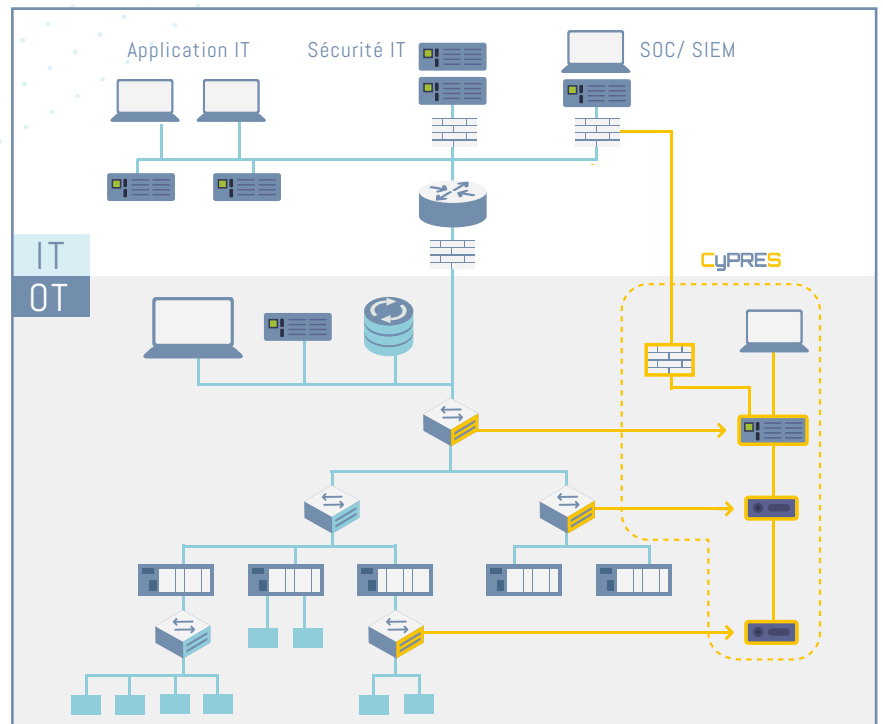 Application IT
Sécurité IT
SOC/ SIEM
IT
OT
CyPRES